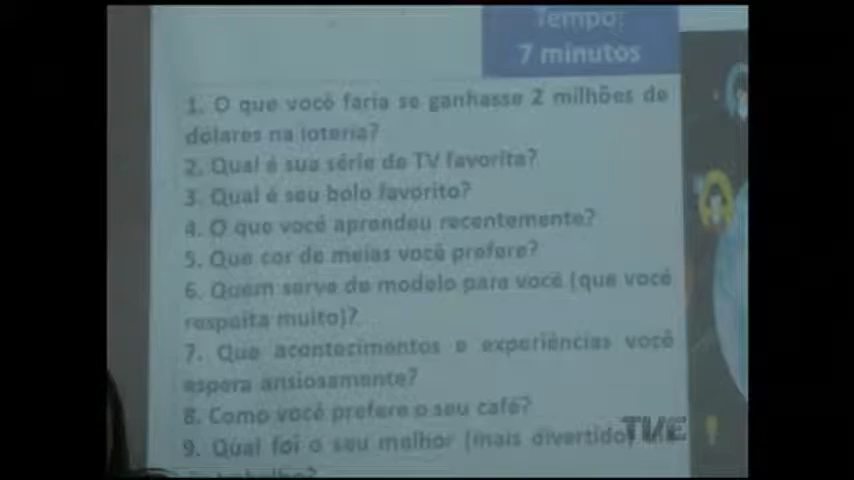 Tempo:
7 minutos
1. O que você faria se ganhasse 2 milhões de
dólares na loteria?
2. Qual é sua série de TV favorita?
3. Qual é seu bolo favorito?
4. O que você aprendeu recentemente?
5. Que cor de meias você prefere?
6. Quem serve de modelo para você (que você
respeita muito)?
7. Que acontecimentos e experiências você
espera ansiosamente?
8. Como você prefere o seu café?
9. Qual foi o seu melhor (mais divertido)
TVE